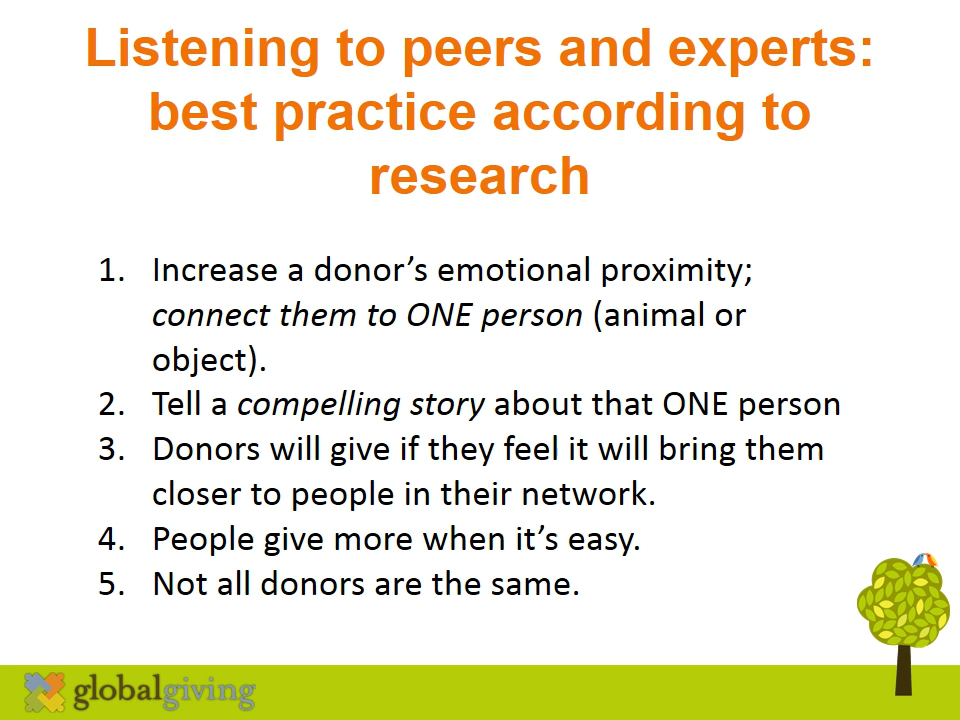 Listening to peers and experts:
best practice according to
research
1. Increase a donor’s emotional proximity;
connect them to ONE person (animal or
object).
2. Tell a compelling story about that ONE person
3. Donors will give if they feel it will bring them
closer to people in their network.
4. People give more when it’s easy.
5. Not all donors are the same.
globalgiving